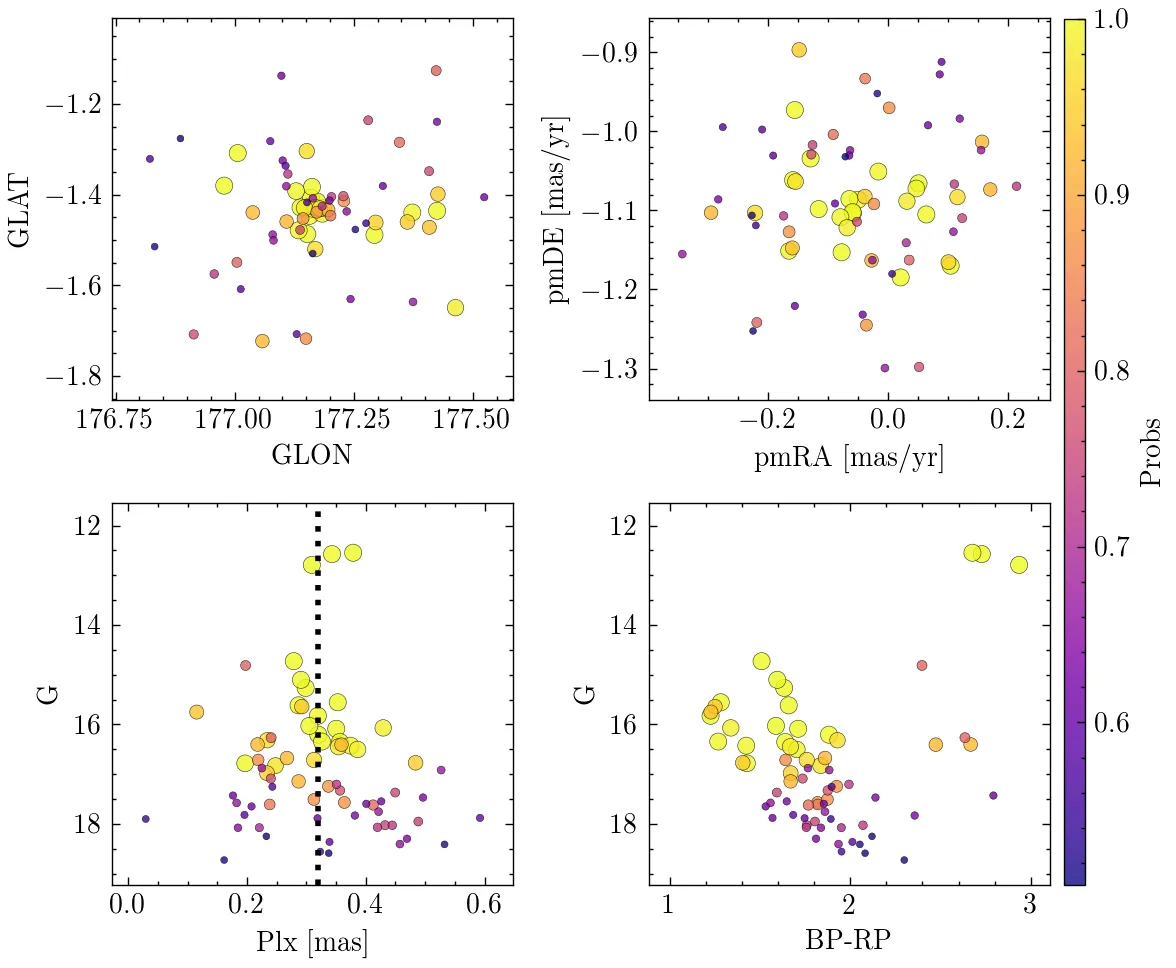 −1.2
−1.4
−1.6
−1.8
GLAT
176.75 177.00 177.25 177.50
GLON
−0.9
−1.0
−1.1
−1.2
−1.3
pmDE [mas/yr]
−0.2 0.0 0.2
pmRA [mas/yr]
12
14
16
18
G
0.0 0.2 0.4 0.6
Plx [mas]
12
14
16
18
G
1 2 3
BP-RP
1.0
0.9
0.8
0.7
0.6
Probs